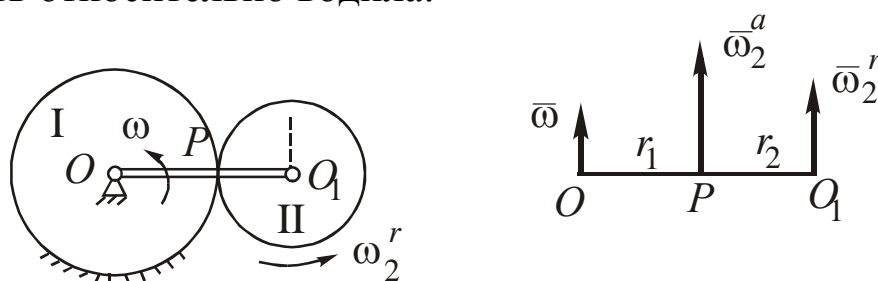 относительно водила.
I
ω
P
O
O₁
II
ω₂ʳ
ω̅₂ᵃ
ω̅₂ʳ
ω̅
r₁
r₂
O
P
O₁